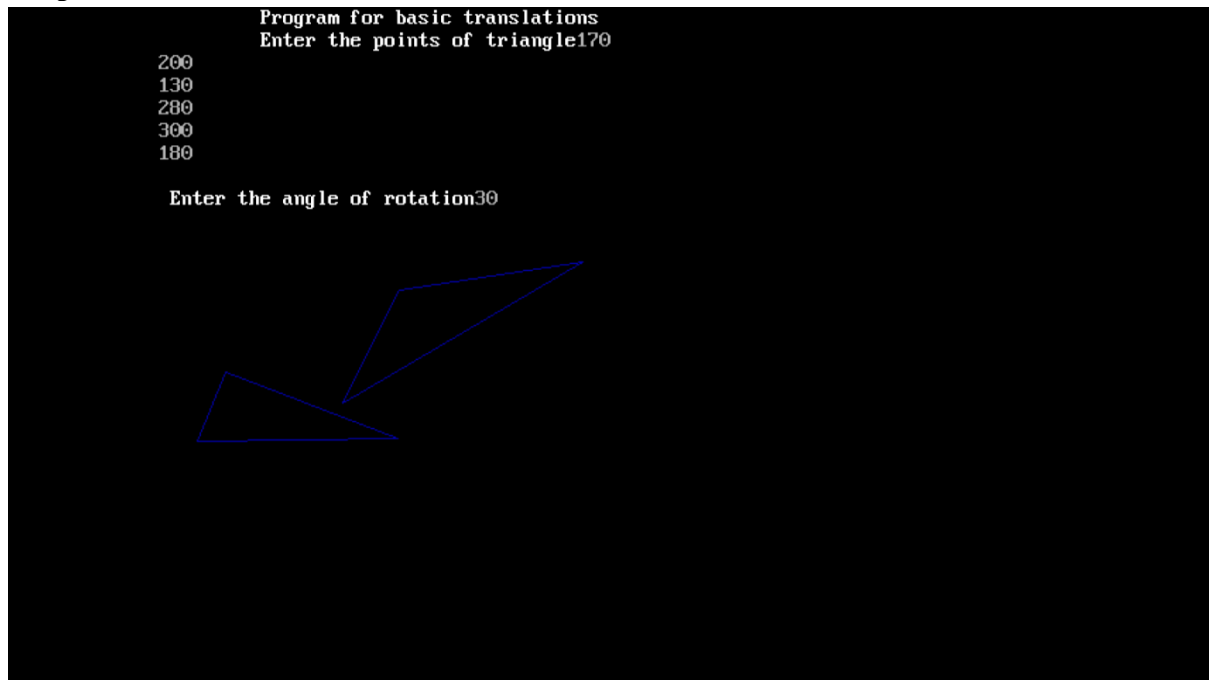 Program for basic translations
Enter the points of triangle170
200
130
280
300
180
Enter the angle of rotation30